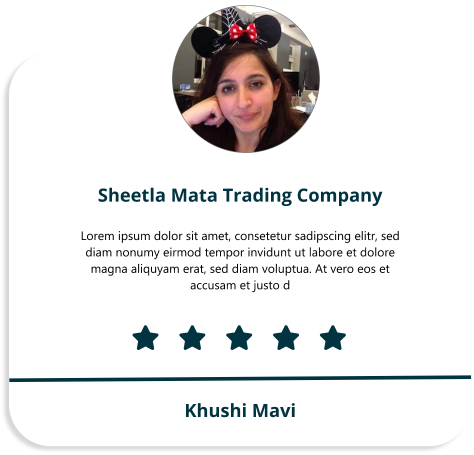 Sheetla Mata Trading Company
Lorem ipsum dolor sit amet, consetetur sadipscing elitr, sed
diam nonumy eirmod tempor invidunt ut labore et dolore
magna aliquyam erat, sed diam voluptua. At vero eos et
accusam et justo d
Khushi Mavi